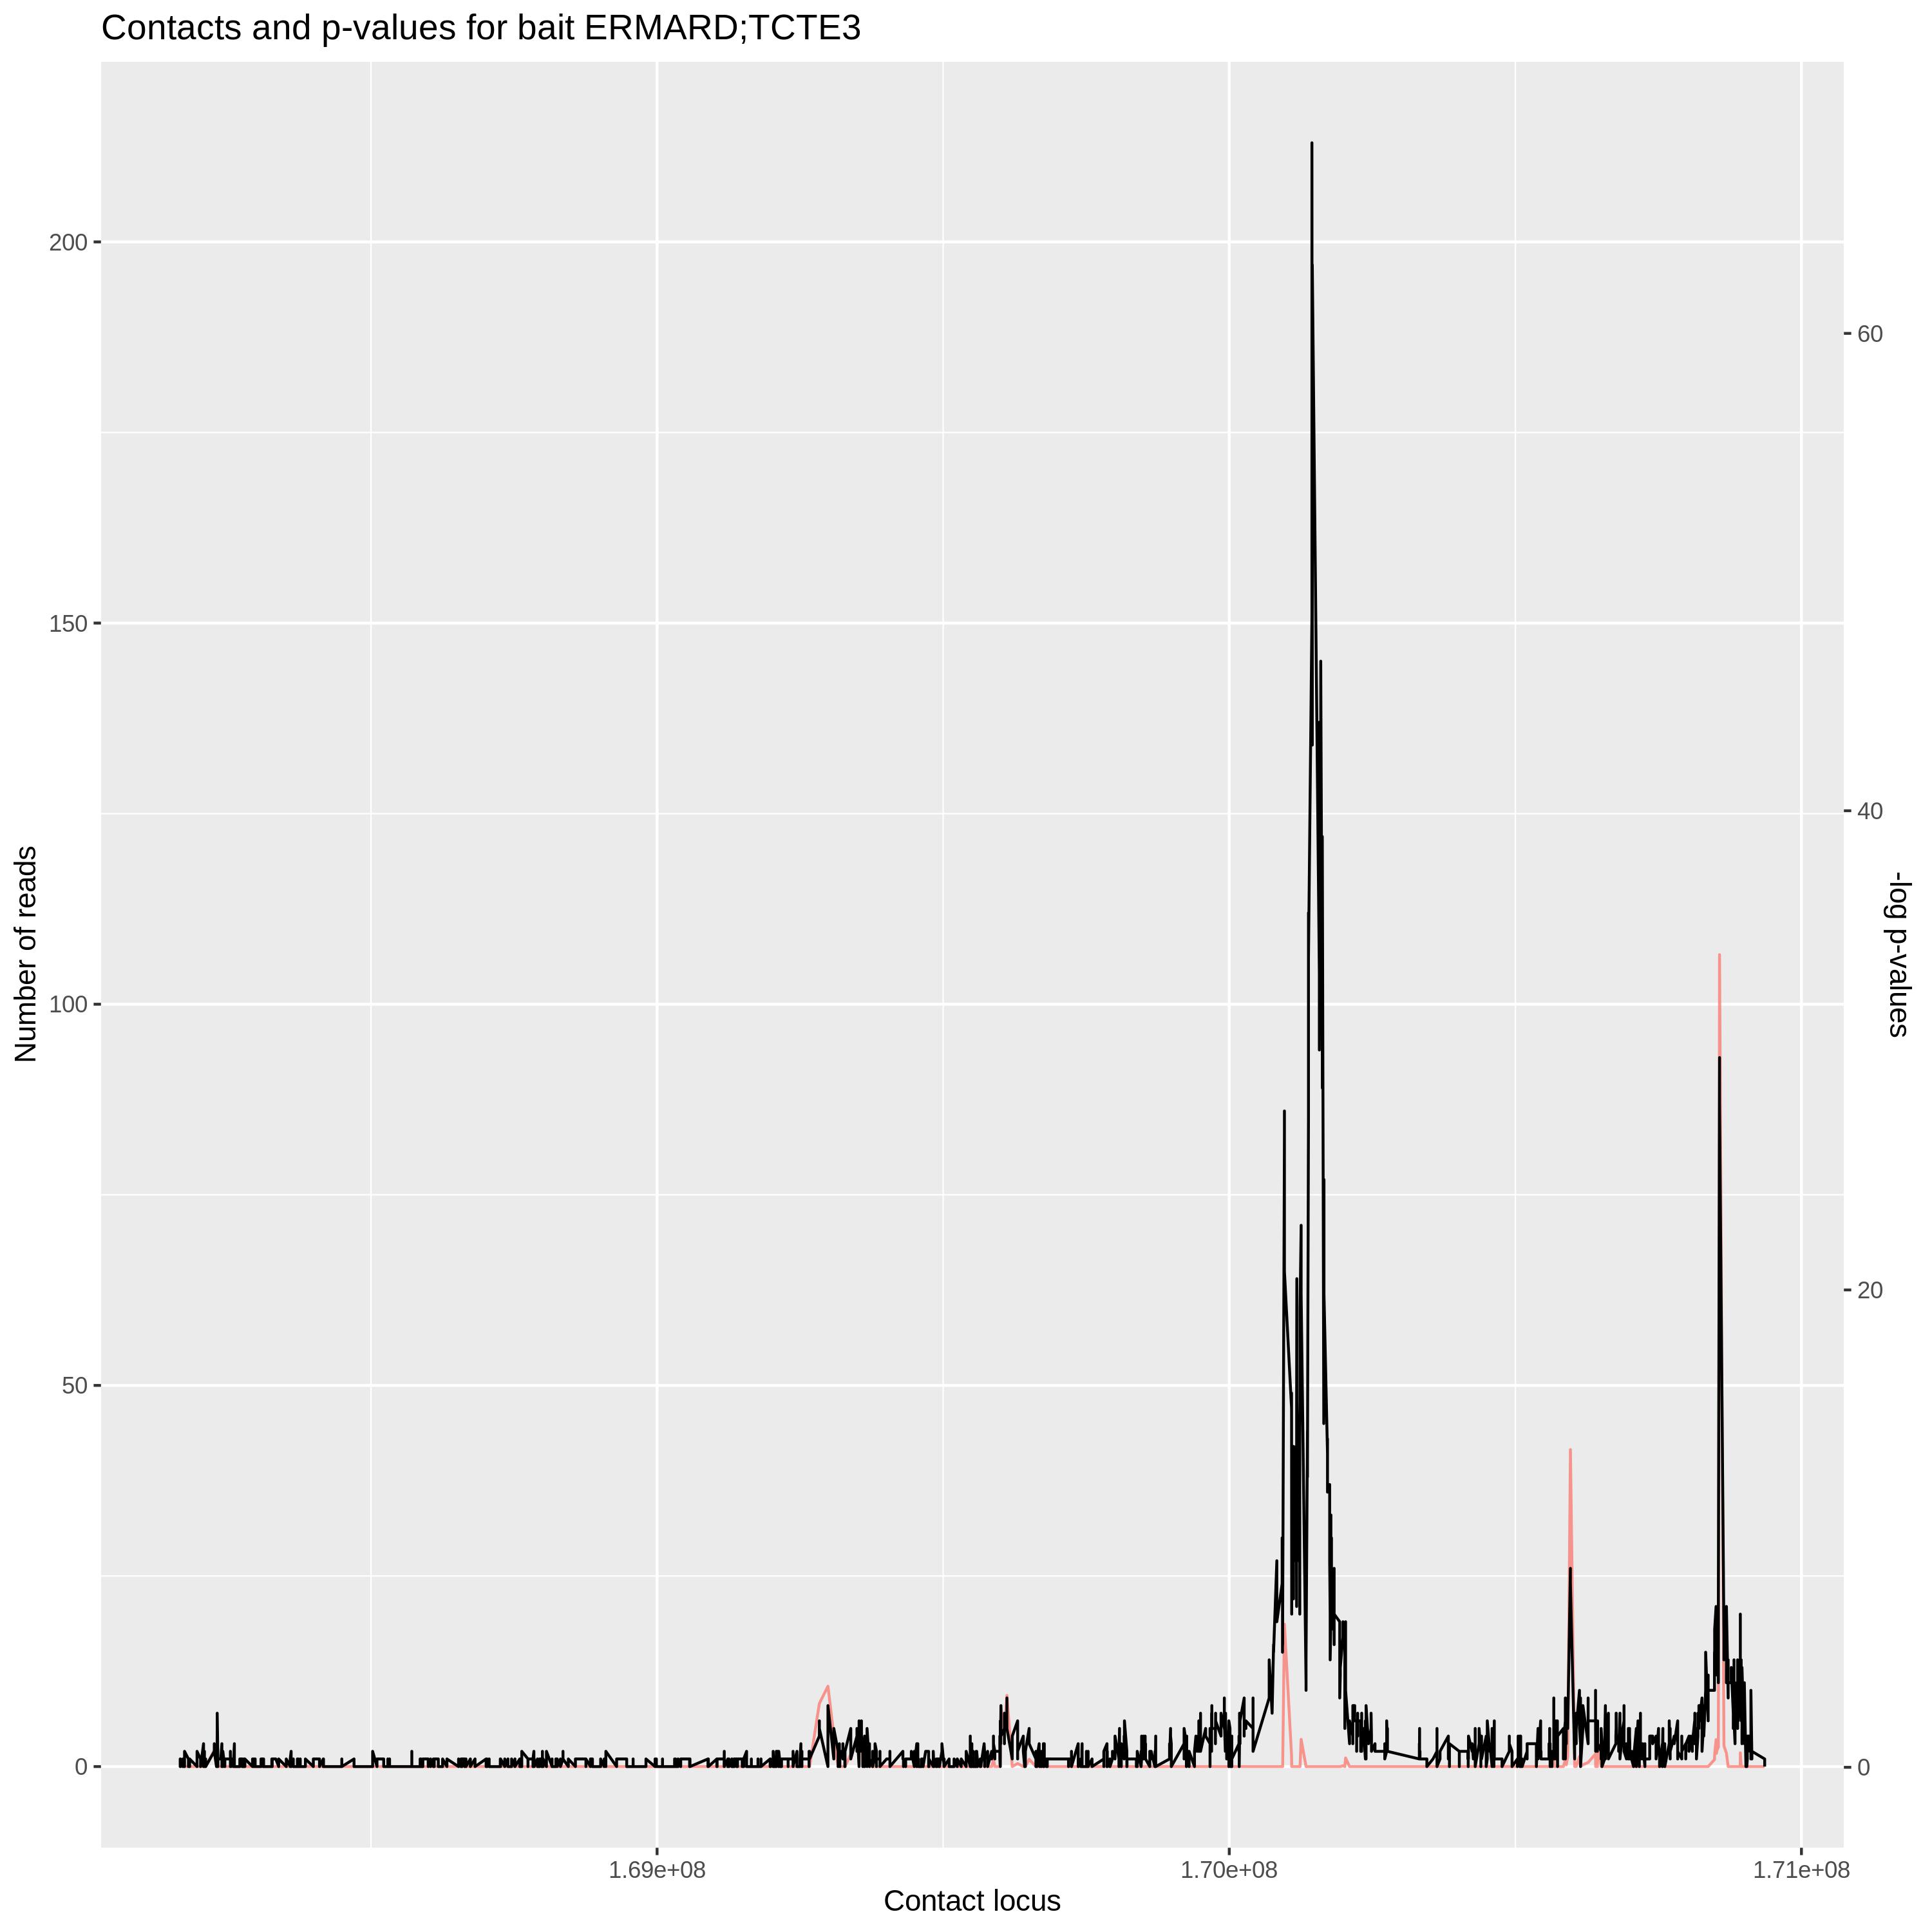 Contacts and p-values for bait ERMARD;TCTE3
200
150
100
50
0
Number of reads
60
40
20
0
-log p-values
1.69e+08
1.70e+08
1.71e+08
Contact locus